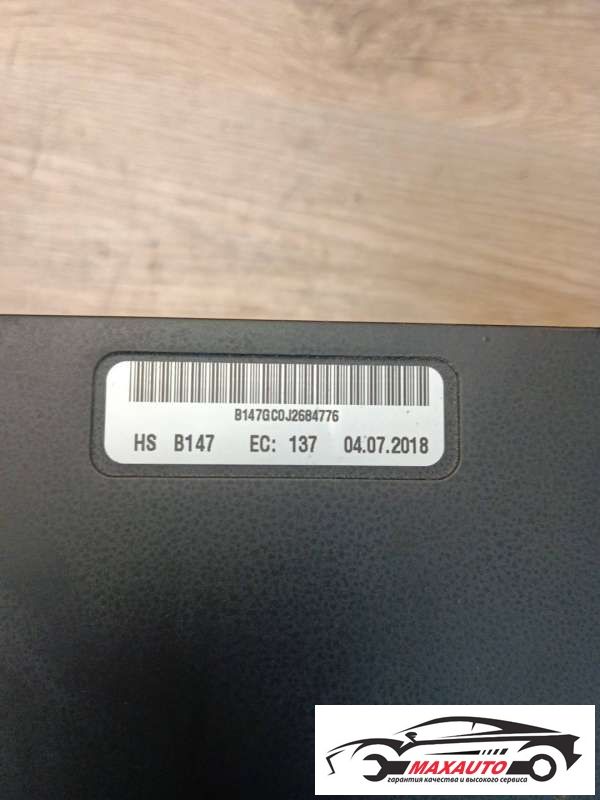 B147GC0J2684776
HS B147 EC: 137 04.07.2018
MAXAUTO
гарантия качества и высокого сервиса